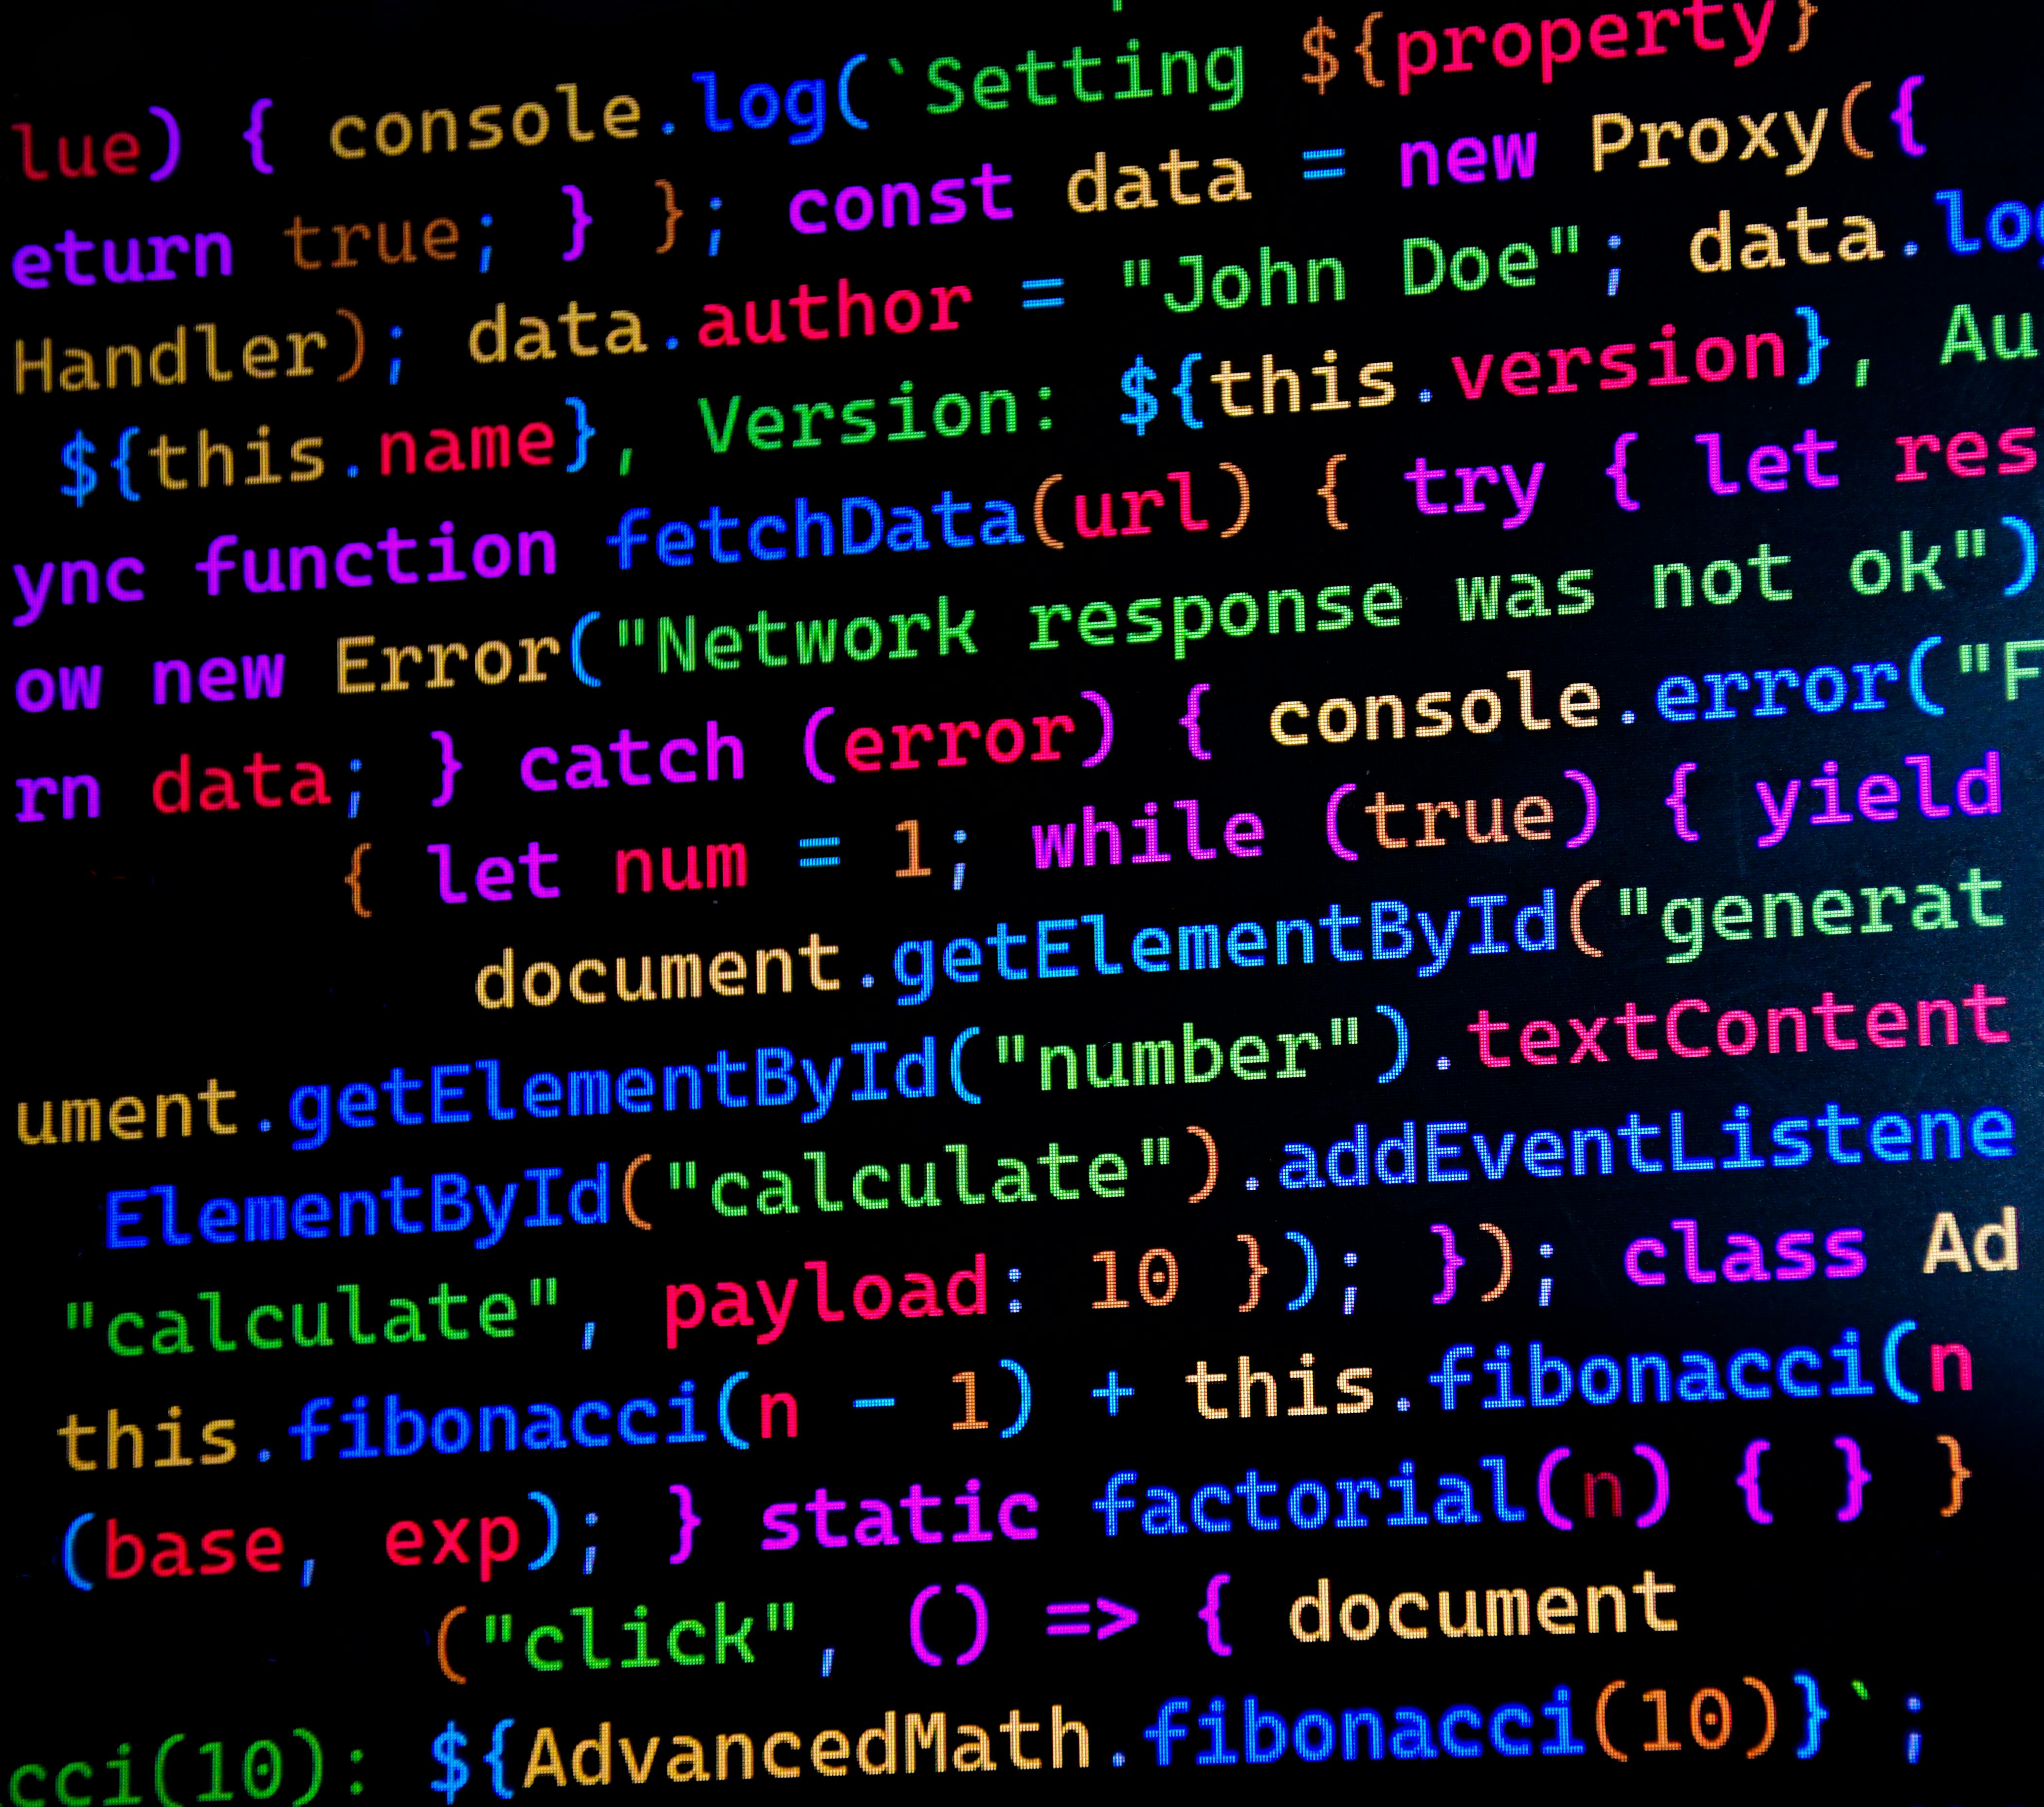 lue) { console.log(`Setting ${property}
eturn true; } }; const data = new Proxy({
Handler); data.author = "John Doe"; data.log
${this.name}, Version: ${this.version}, Au
ync function fetchData(url) { try { let res
ow new Error("Network response was not ok")
rn data; } catch (error) { console.error("F
{ let num = 1; while (true) { yield
document.getElementById("generat
ument.getElementById("number").textContent
ElementById("calculate").addEventListene
"calculate", payload: 10 }); }); class Ad
this.fibonacci(n - 1) + this.fibonacci(n
(base, exp); } static factorial(n) { } }
("click", () => { document
cci(10): ${AdvancedMath.fibonacci(10)}`;